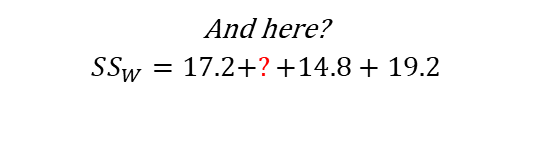 And here?
SS_W = 17.2+? +14.8 + 19.2